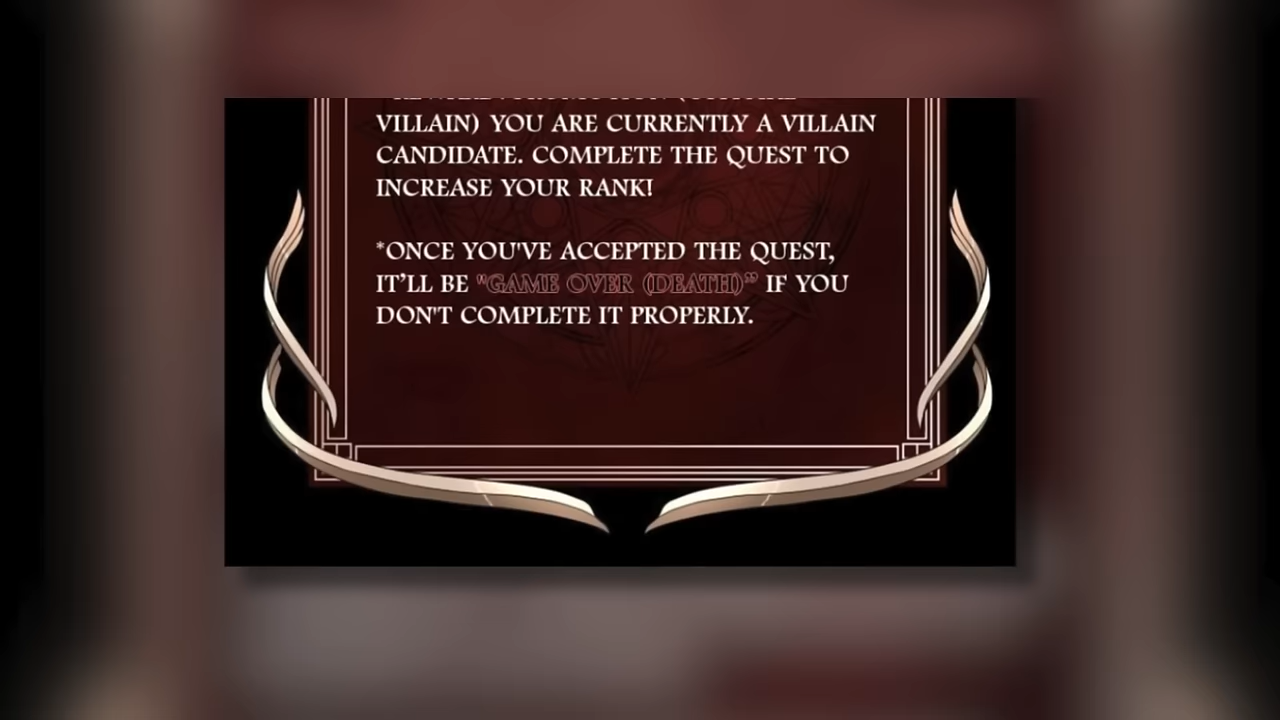 VILLAIN) YOU ARE CURRENTLY A VILLAIN
CANDIDATE. COMPLETE THE QUEST TO
INCREASE YOUR RANK!
*ONCE YOU'VE ACCEPTED THE QUEST,
IT’LL BE "GAME OVER (DEATH)” IF YOU
DON'T COMPLETE IT PROPERLY.